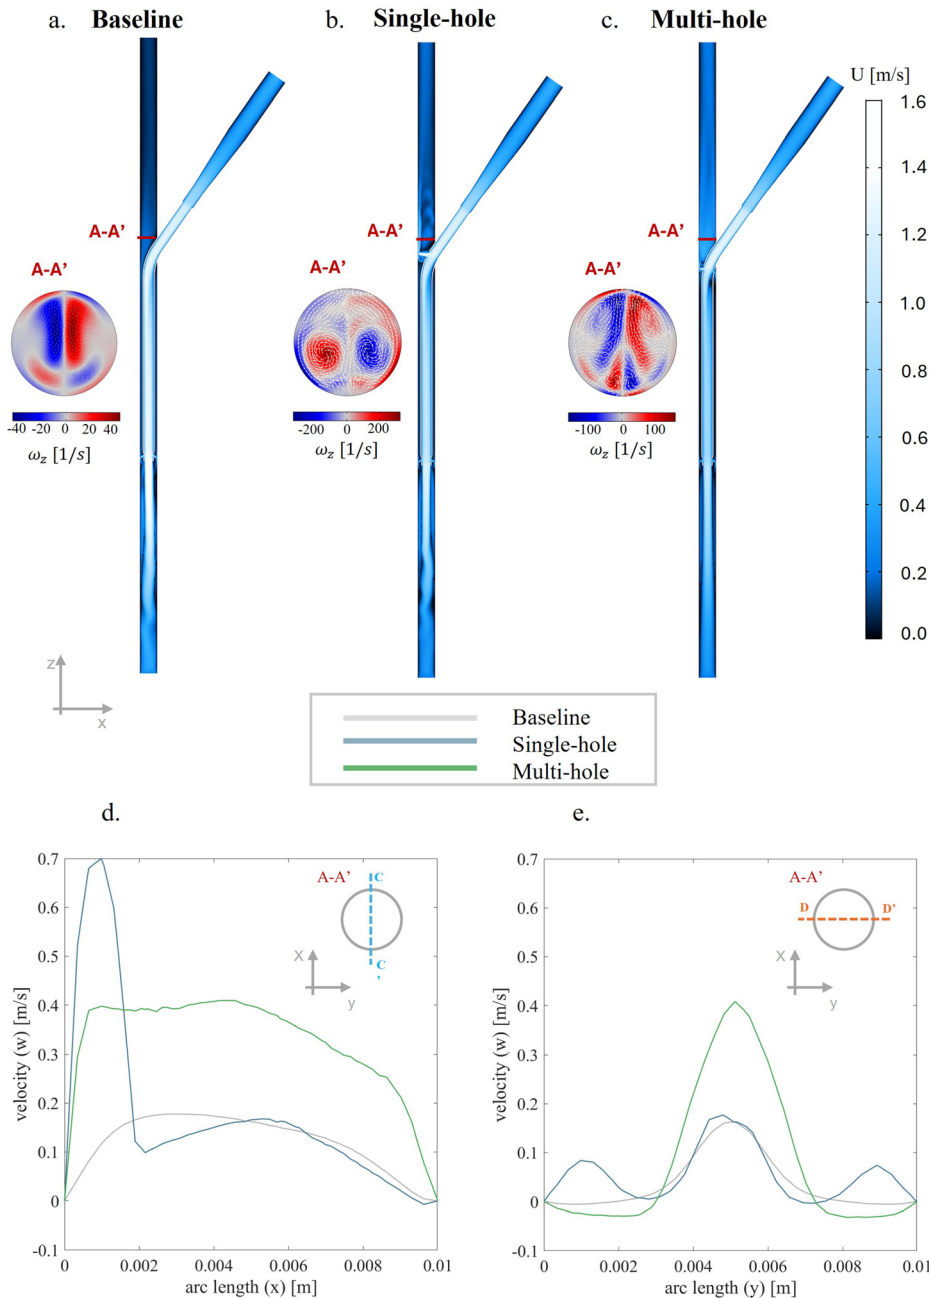 a. Baseline
b. Single-hole
c. Multi-hole
U [m/s]
1.6
1.4
1.2
1.0
0.8
0.6
0.4
0.2
0.0
A-A’
A-A’
A-A’
A-A’
A-A’
A-A’
-40 -20 0 20 40
ω_z [1/s]
-200 0 200
ω_z [1/s]
-100 0 100
ω_z [1/s]
z
x
Baseline
Single-hole
Multi-hole
d.
0.7
0.6
0.5
0.4
0.3
0.2
0.1
0
-0.1
velocity (w) [m/s]
A-A’
C
C
’
X
y
0 0.002 0.004 0.006 0.008 0.01
arc length (x) [m]
e.
0.7
0.6
0.5
0.4
0.3
0.2
0.1
0
-0.1
velocity (w) [m/s]
A-A’
D D’
X
y
0 0.002 0.004 0.006 0.008 0.01
arc length (y) [m]